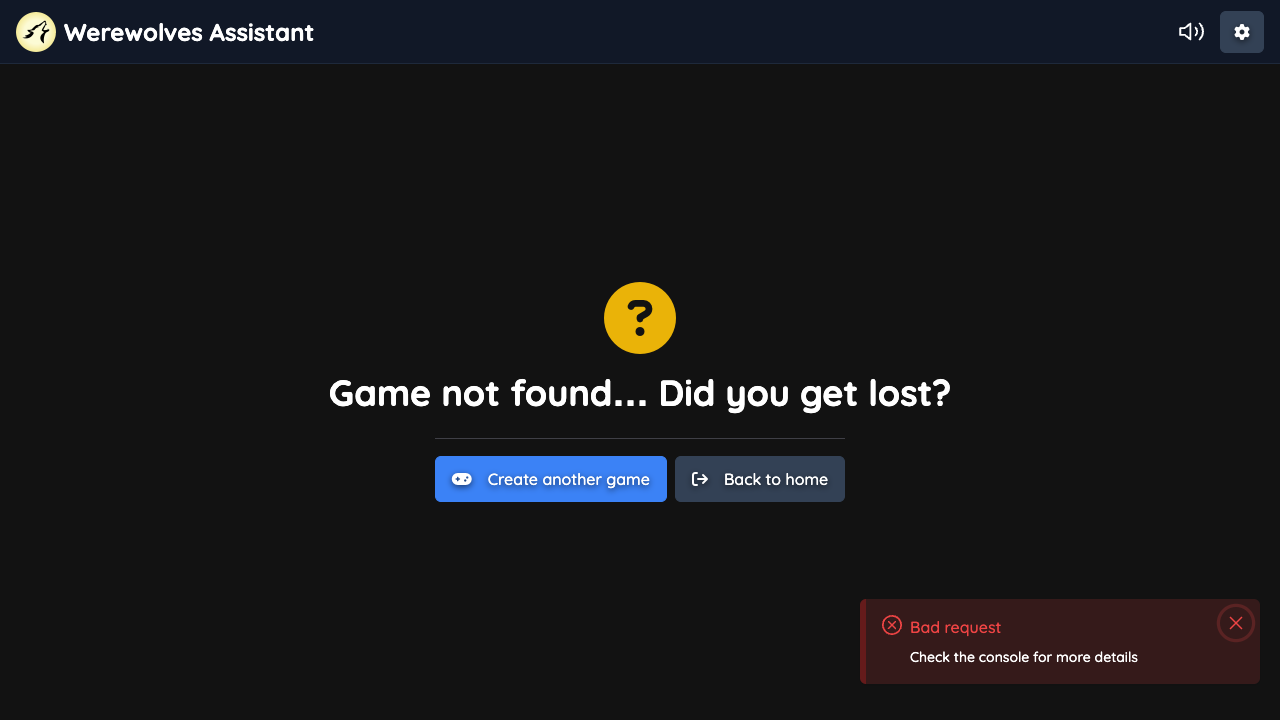 Werewolves Assistant
Game not found... Did you get lost?
Create another game
Back to home
Bad request
Check the console for more details